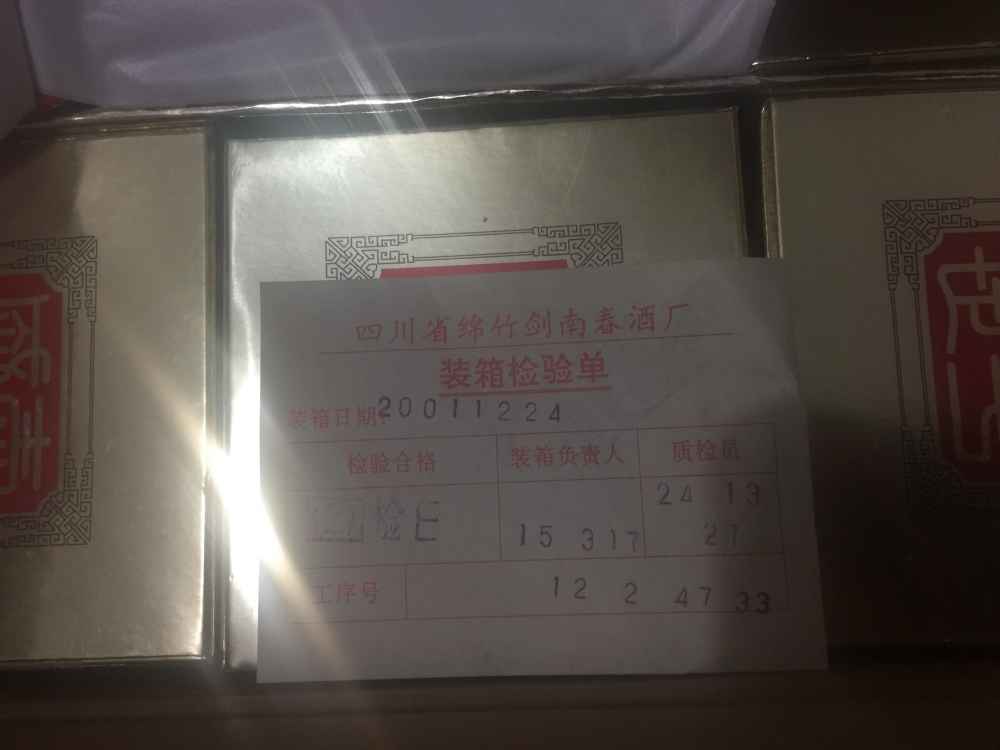 四川省绵竹剑南春酒厂
装箱检验单
装箱日期:20011224
检验合格 装箱负责人 质检员
24 13
15 317 27
工序号 12 2 47 33